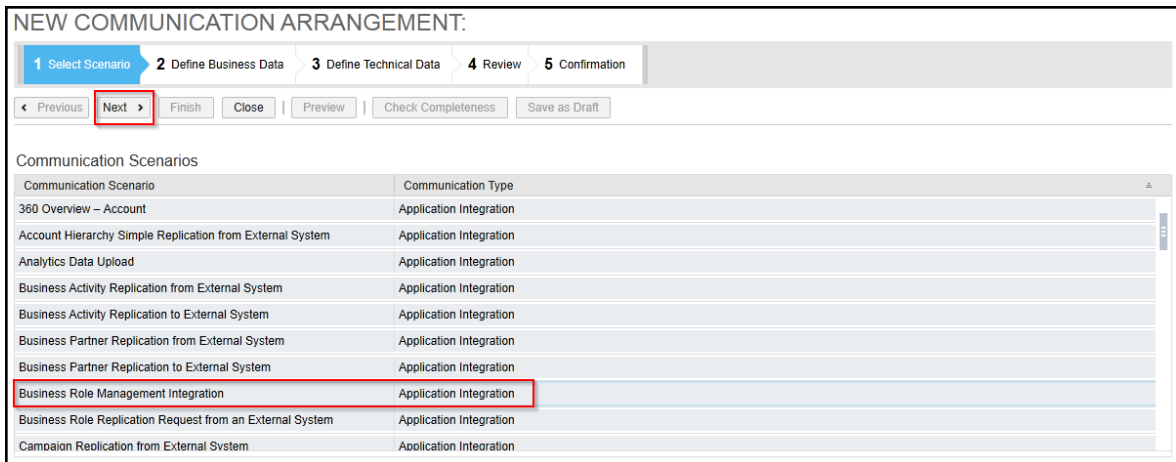 NEW COMMUNICATION ARRANGEMENT:
1 Select Scenario 2 Define Business Data 3 Define Technical Data 4 Review 5 Confirmation
Previous Next Finish Close Preview Check Completeness Save as Draft
Communication Scenarios
Communication Scenario Communication Type
360 Overview – Account Application Integration
Account Hierarchy Simple Replication from External System Application Integration
Analytics Data Upload Application Integration
Business Activity Replication from External System Application Integration
Business Activity Replication to External System Application Integration
Business Partner Replication from External System Application Integration
Business Partner Replication to External System Application Integration
Business Role Management Integration Application Integration
Business Role Replication Request from an External System Application Integration
Campaign Replication from External System Application Integration